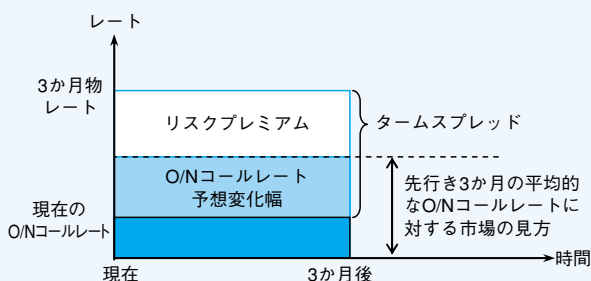 レート
3か月物
レート
リスクプレミアム
タームスプレッド
O/Nコールレート
予想変化幅
先行き3か月の平均的
なO/Nコールレートに
対する市場の見方
現在の
O/Nコールレート
時間
現在
3か月後